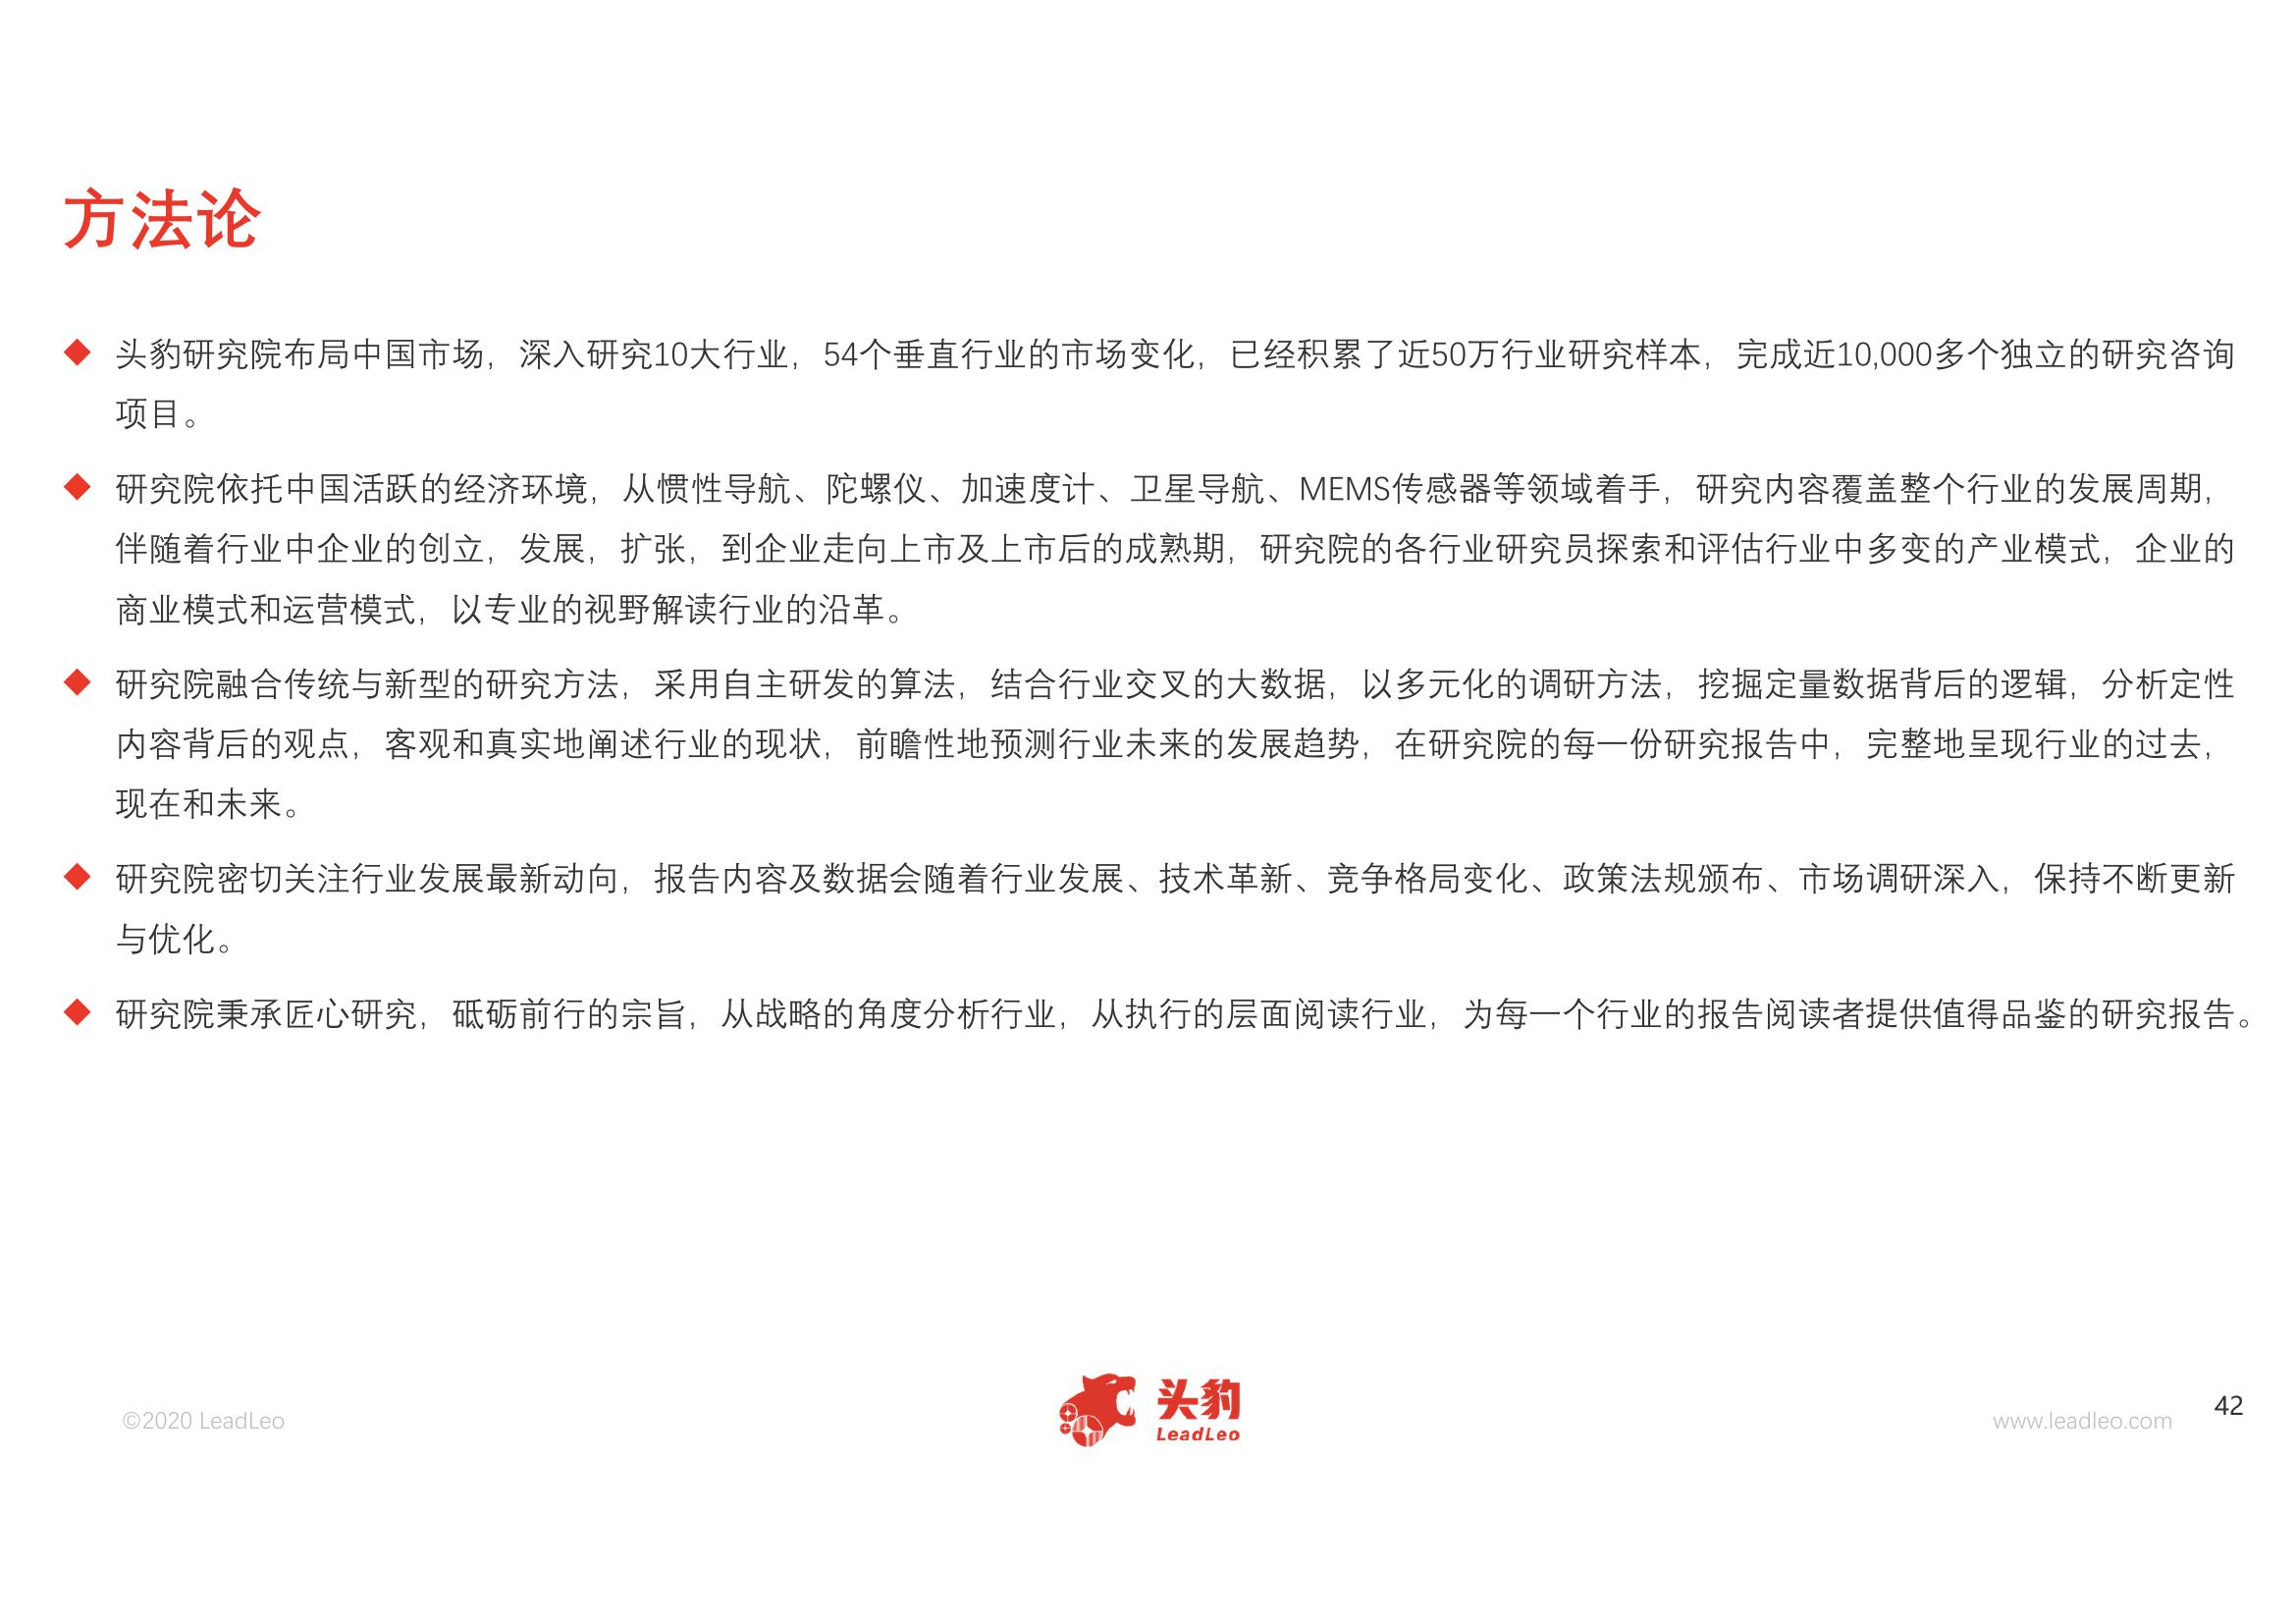 方法论
头豹研究院布局中国市场，深入研究10大行业，54个垂直行业的市场变化，已经积累了近50万行业研究样本，完成近10,000多个独立的研究咨询
项目。
研究院依托中国活跃的经济环境，从惯性导航、陀螺仪、加速度计、卫星导航、MEMS传感器等领域着手，研究内容覆盖整个行业的发展周期，
伴随着行业中企业的创立，发展，扩张，到企业走向上市及上市后的成熟期，研究院的各行业研究员探索和评估行业中多变的产业模式，企业的
商业模式和运营模式，以专业的视野解读行业的沿革。
研究院融合传统与新型的研究方法，采用自主研发的算法，结合行业交叉的大数据，以多元化的调研方法，挖掘定量数据背后的逻辑，分析定性
内容背后的观点，客观和真实地阐述行业的现状，前瞻性地预测行业未来的发展趋势，在研究院的每一份研究报告中，完整地呈现行业的过去，
现在和未来。
研究院密切关注行业发展最新动向，报告内容及数据会随着行业发展、技术革新、竞争格局变化、政策法规颁布、市场调研深入，保持不断更新
与优化。
研究院秉承匠心研究，砥砺前行的宗旨，从战略的角度分析行业，从执行的层面阅读行业，为每一个行业的报告阅读者提供值得品鉴的研究报告。
©2020 LeadLeo
头豹
LeadLeo
www.leadleo.com
42